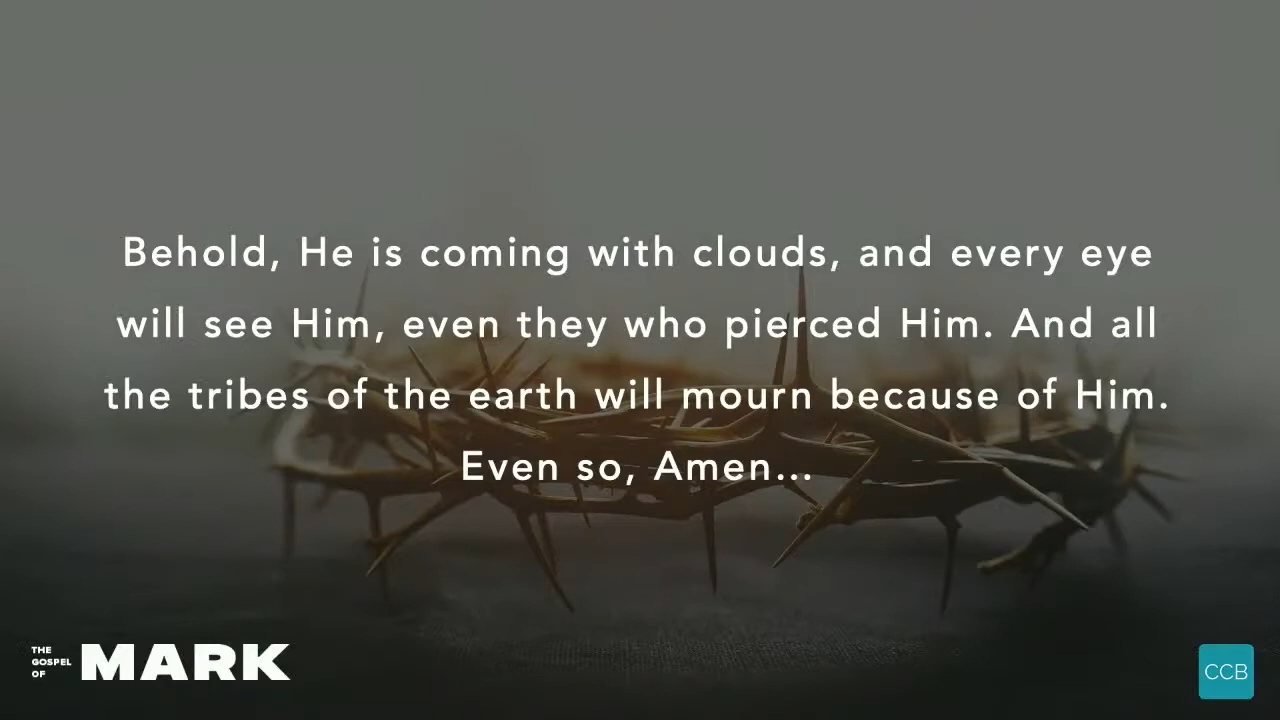 Behold, He is coming with clouds, and every eye
will see Him, even they who pierced Him. And all
the tribes of the earth will mourn because of Him.
Even so, Amen...
THE
GOSPEL
OF
MARK
CCB